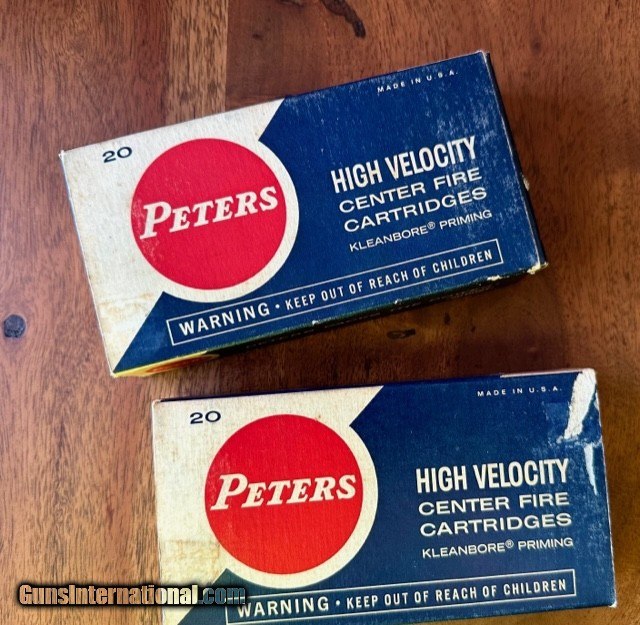 MADE IN U.S.A.
20
PETERS
HIGH VELOCITY
CENTER FIRE
CARTRIDGES
KLEANBORE® PRIMING
WARNING • KEEP OUT OF REACH OF CHILDREN
MADE IN U.S.A.
20
PETERS
HIGH VELOCITY
CENTER FIRE
CARTRIDGES
KLEANBORE® PRIMING
WARNING • KEEP OUT OF REACH OF CHILDREN
GunsInternational.com